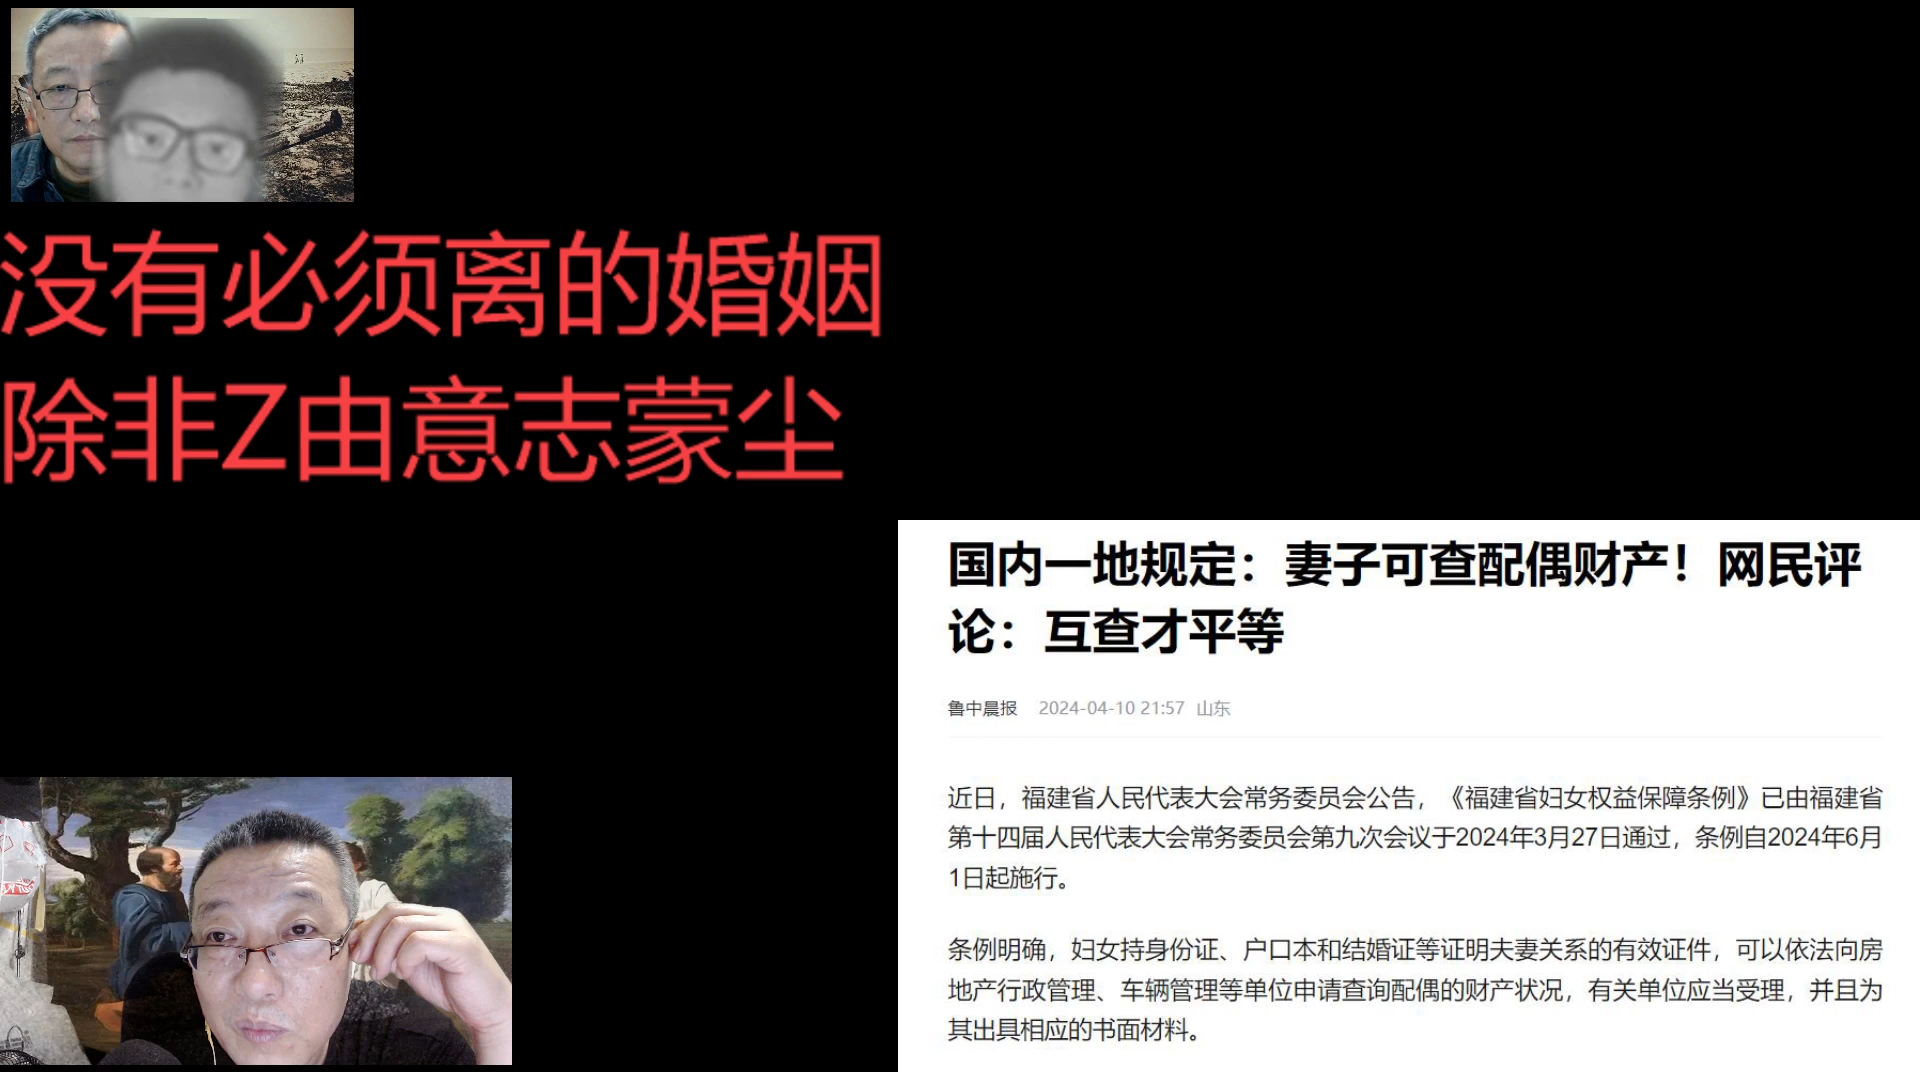 没有必须离的婚姻
除非Z由意志蒙尘
国内一地规定：妻子可查配偶财产！网民评
论：互查才平等
鲁中晨报 2024-04-10 21:57 山东
近日，福建省人民代表大会常务委员会公告，《福建省妇女权益保障条例》已由福建省
第十四届人民代表大会常务委员会第九次会议于2024年3月27日通过，条例自2024年6月
1日起施行。
条例明确，妇女持身份证、户口本和结婚证等证明夫妻关系的有效证件，可以依法向房
地产行政管理、车辆管理等单位申请查询配偶的财产状况，有关单位应当受理，并且为
其出具相应的书面材料。